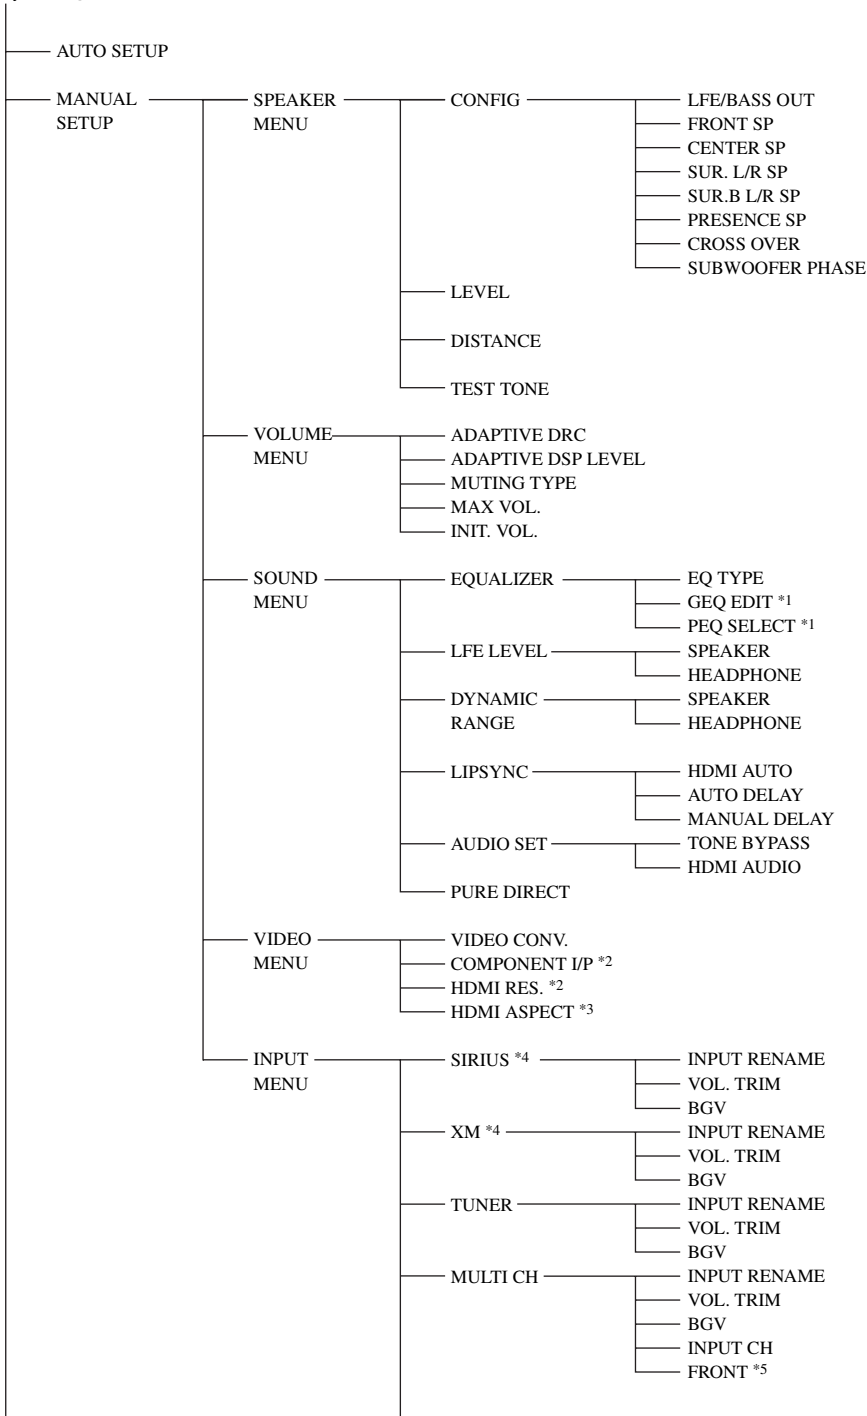 AUTO SETUP
MANUAL SETUP
SPEAKER MENU
CONFIG
LFE/BASS OUT
FRONT SP
CENTER SP
SUR. L/R SP
SUR.B L/R SP
PRESENCE SP
CROSS OVER
SUBWOOFER PHASE
LEVEL
DISTANCE
TEST TONE
VOLUME MENU
ADAPTIVE DRC
ADAPTIVE DSP LEVEL
MUTING TYPE
MAX VOL.
INIT. VOL.
SOUND MENU
EQUALIZER
EQ TYPE
GEQ EDIT *1
PEQ SELECT *1
LFE LEVEL
SPEAKER
HEADPHONE
DYNAMIC RANGE
SPEAKER
HEADPHONE
LIPSYNC
HDMI AUTO
AUTO DELAY
MANUAL DELAY
AUDIO SET
TONE BYPASS
HDMI AUDIO
PURE DIRECT
VIDEO MENU
VIDEO CONV.
COMPONENT I/P *2
HDMI RES. *2
HDMI ASPECT *3
INPUT MENU
SIRIUS *4
INPUT RENAME
VOL. TRIM
BGV
XM *4
INPUT RENAME
VOL. TRIM
BGV
TUNER
INPUT RENAME
VOL. TRIM
BGV
MULTI CH
INPUT RENAME
VOL. TRIM
BGV
INPUT CH
FRONT *5